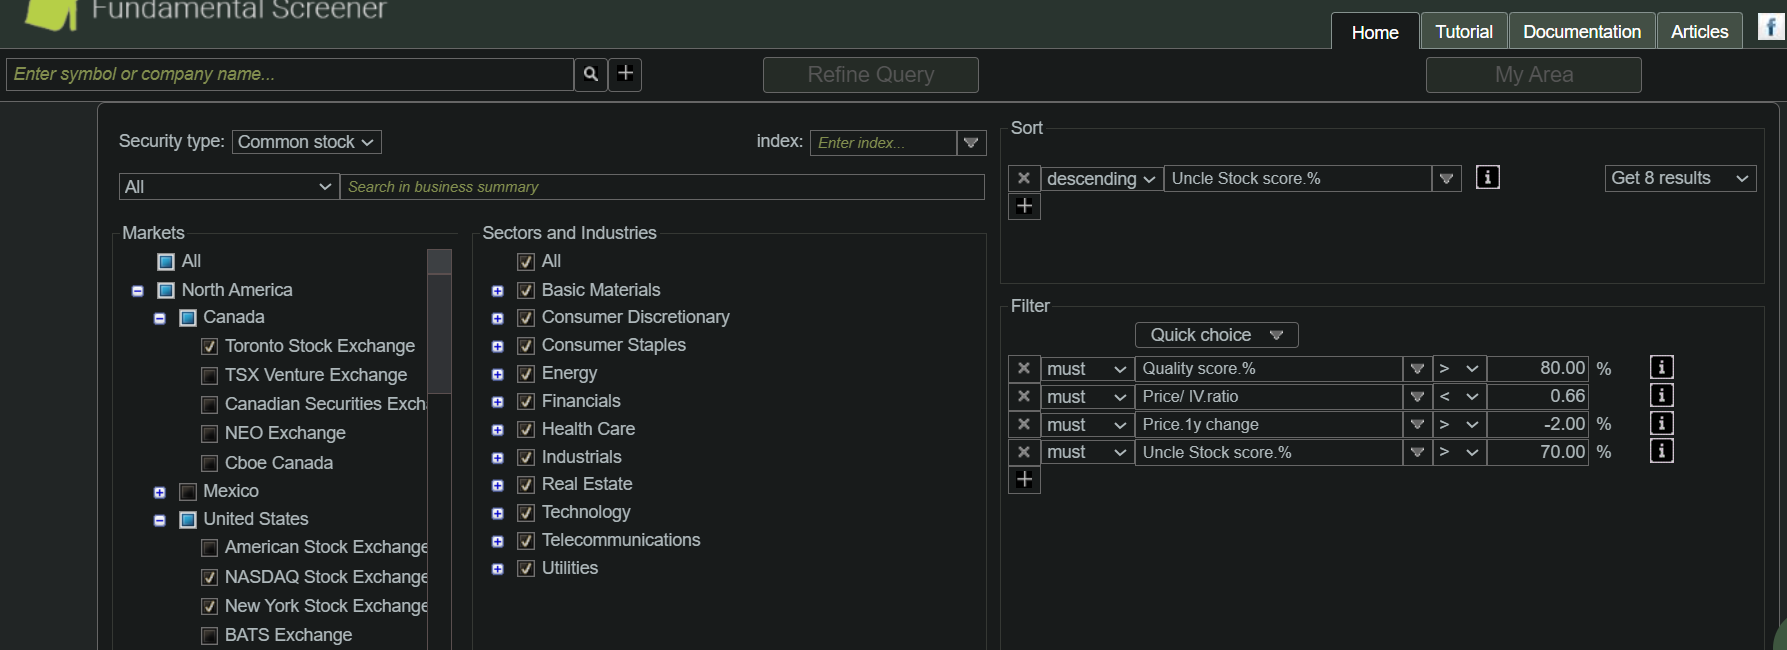 Fundamental Screener
Home
Tutorial
Documentation
Articles
f
Enter symbol or company name...
Refine Query
My Area
Security type:
Common stock
index:
Enter index...
All
Search in business summary
Markets
All
North America
Canada
Toronto Stock Exchange
TSX Venture Exchange
Canadian Securities Exch
NEO Exchange
Cboe Canada
Mexico
United States
American Stock Exchange
NASDAQ Stock Exchange
New York Stock Exchange
BATS Exchange
Sectors and Industries
All
Basic Materials
Consumer Discretionary
Consumer Staples
Energy
Financials
Health Care
Industrials
Real Estate
Technology
Telecommunications
Utilities
Sort
descending
Uncle Stock score.%
i
Get 8 results
Filter
Quick choice
must Quality score.% > 80.00 % i
must Price/ IV.ratio < 0.66 i
must Price.1y change > -2.00 % i
must Uncle Stock score.% > 70.00 % i